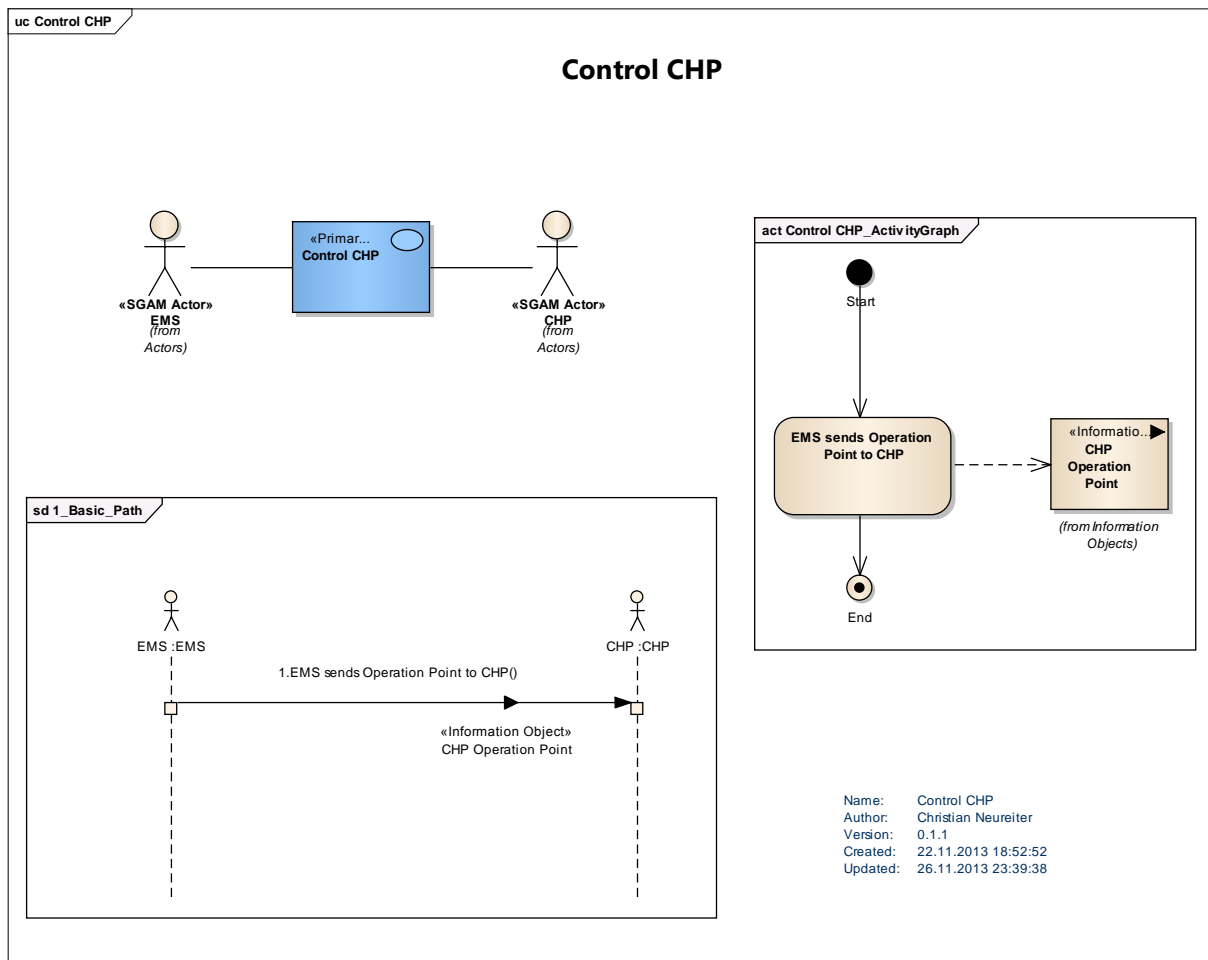 uc Control CHP
Control CHP
«SGAM Actor»
EMS
(from
Actors)
«Primar...
Control CHP
«SGAM Actor»
CHP
(from
Actors)
act Control CHP_ActivityGraph
Start
EMS sends Operation
Point to CHP
«Informatio...
CHP
Operation
Point
(from Information
Objects)
End
sd 1_Basic_Path
EMS :EMS
CHP :CHP
1.EMS sends Operation Point to CHP()
«Information Object»
CHP Operation Point
Name: Control CHP
Author: Christian Neureiter
Version: 0.1.1
Created: 22.11.2013 18:52:52
Updated: 26.11.2013 23:39:38